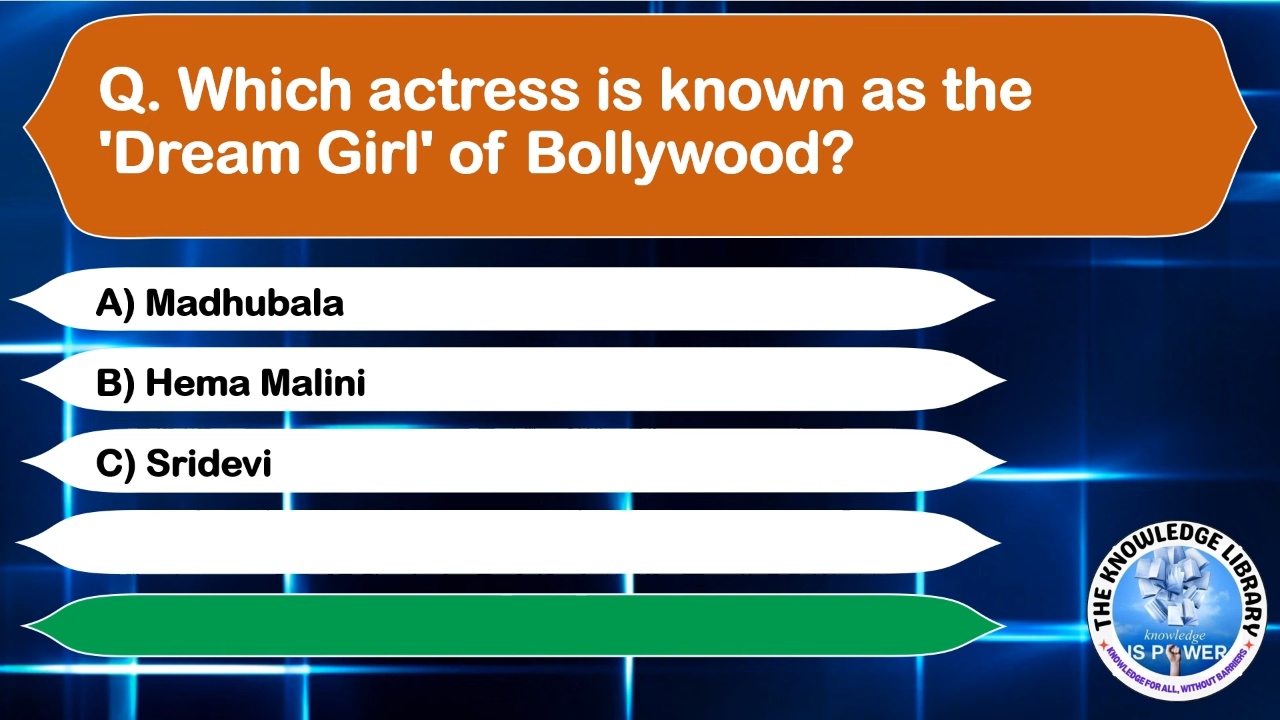 Q. Which actress is known as the
'Dream Girl' of Bollywood?
A) Madhubala
B) Hema Malini
C) Sridevi
THE KNOWLEDGE LIBRARY
knowledge
IS POWER
KNOWLEDGE FOR ALL, WITHOUT BARRIERS